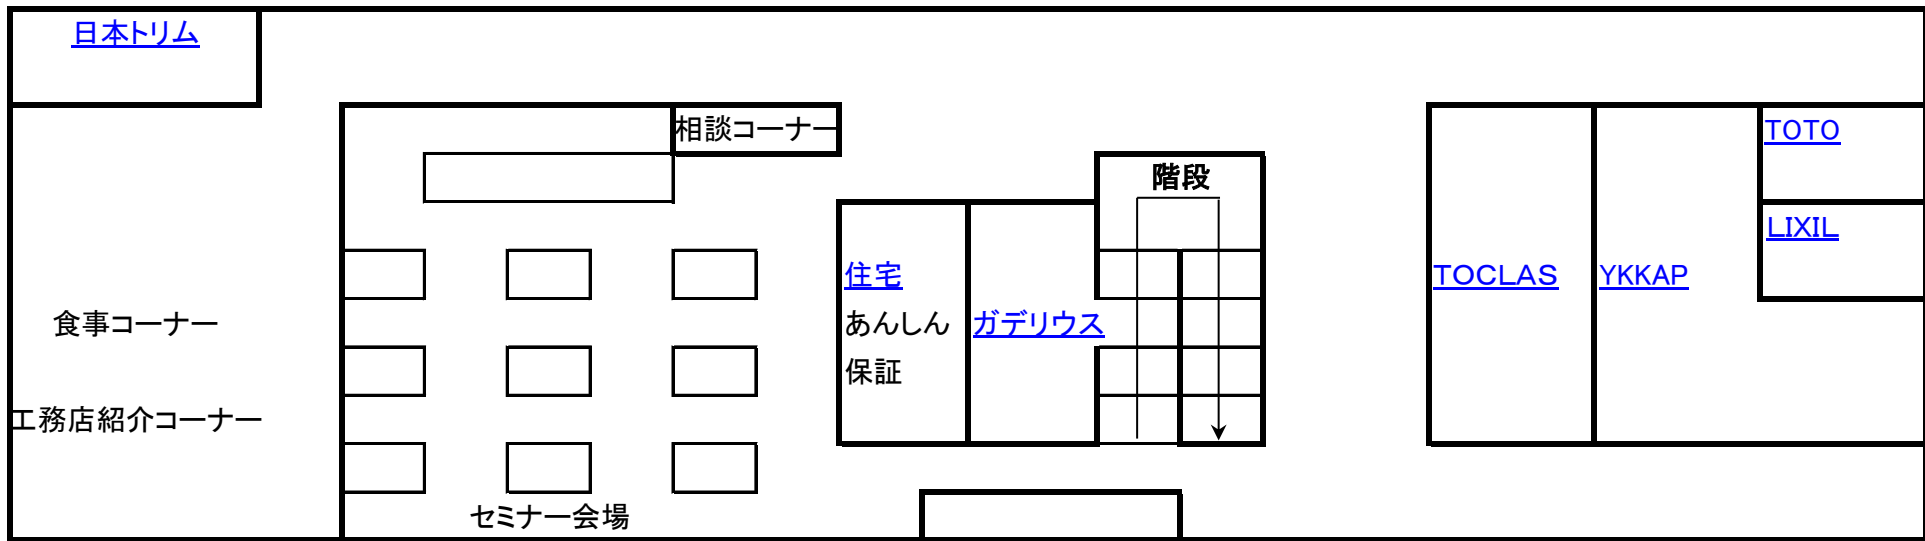 日本トリム
相談コーナー
TOTO
階段
LIXIL
住宅
あんしん
保証
ガデリウス
TOCLAS
YKKAP
食事コーナー
工務店紹介コーナー
セミナー会場